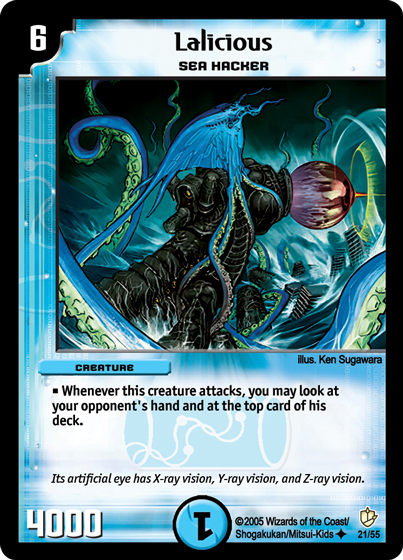 6
Lalicious
SEA HACKER
illus. Ken Sugawara
CREATURE
▪ Whenever this creature attacks, you may look at
your opponent's hand and at the top card of his
deck.
Its artificial eye has X-ray vision, Y-ray vision, and Z-ray vision.
4000
1
©2005 Wizards of the Coast/
Shogakukan/Mitsui-Kids ✦ 21/55